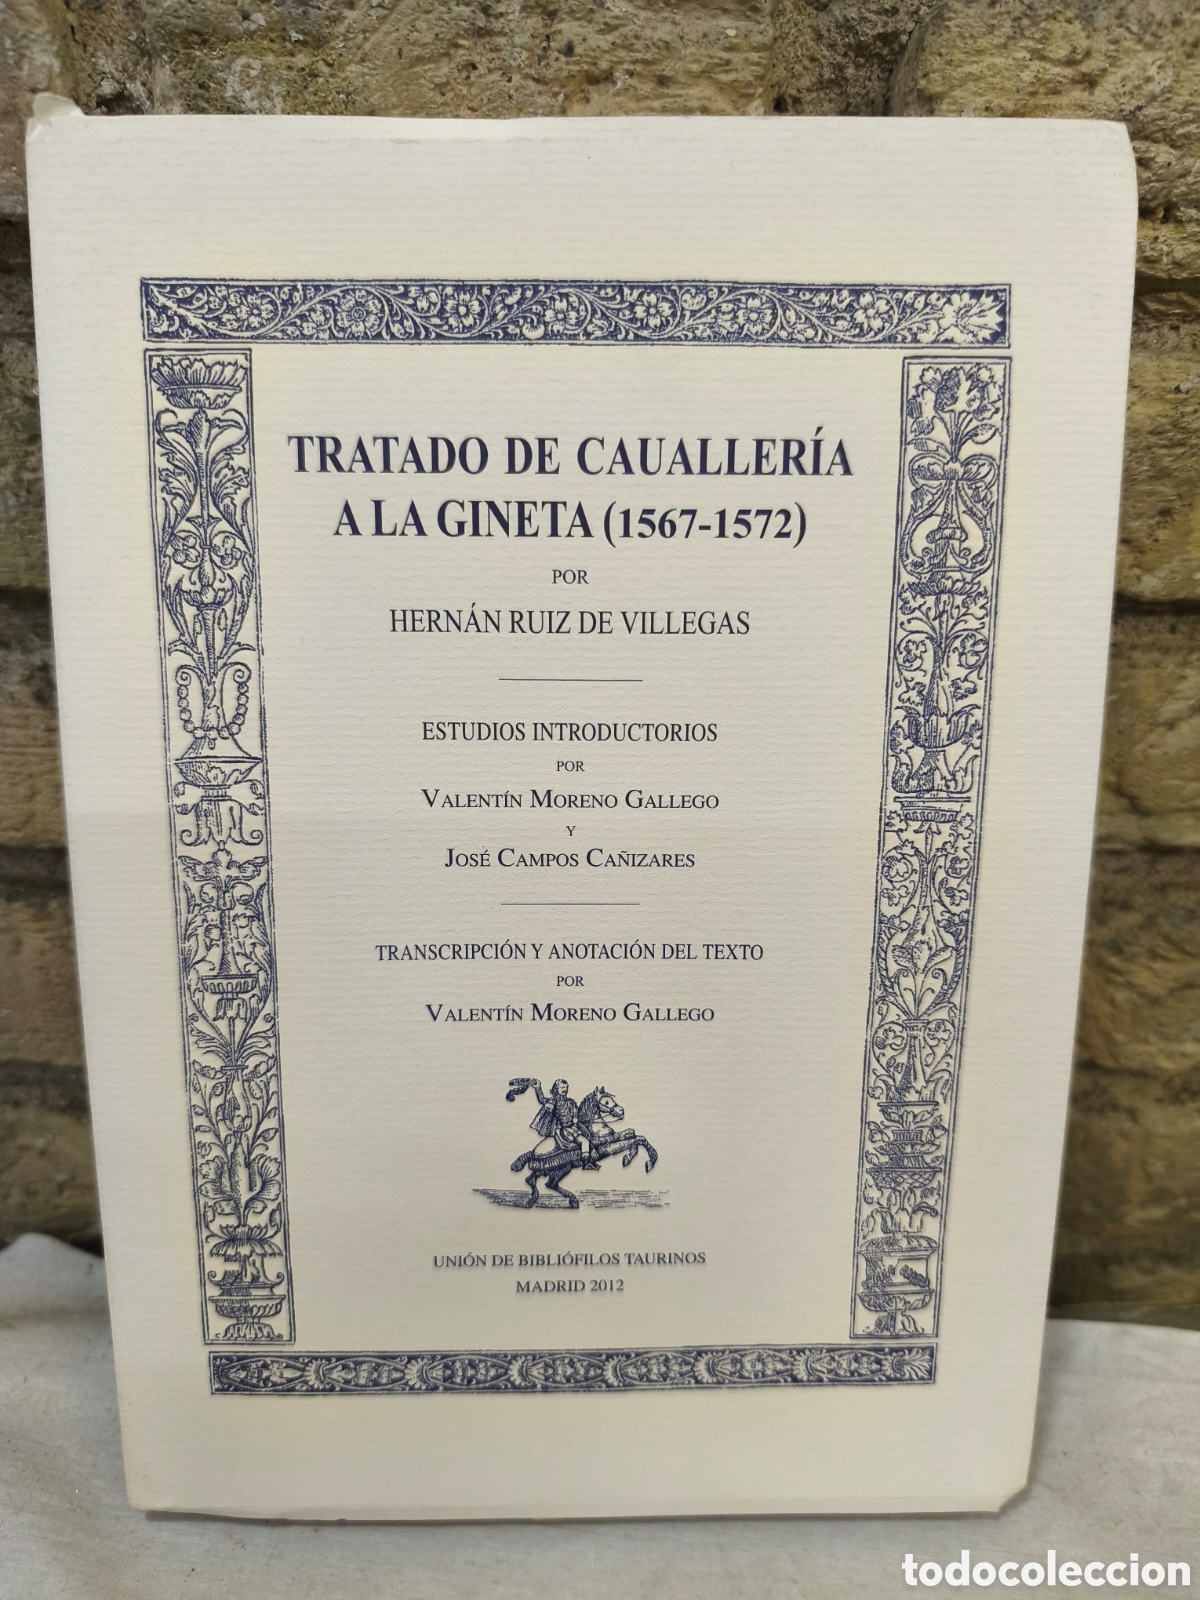 TRATADO DE CAUALLERÍA
A LA GINETA (1567-1572)
POR
HERNÁN RUIZ DE VILLEGAS
ESTUDIOS INTRODUCTORIOS
POR
VALENTÍN MORENO GALLEGO
Y
JOSÉ CAMPOS CAÑIZARES
TRANSCRIPCIÓN Y ANOTACIÓN DEL TEXTO
POR
VALENTÍN MORENO GALLEGO
UNIÓN DE BIBLIÓFILOS TAURINOS
MADRID 2012
todocoleccion